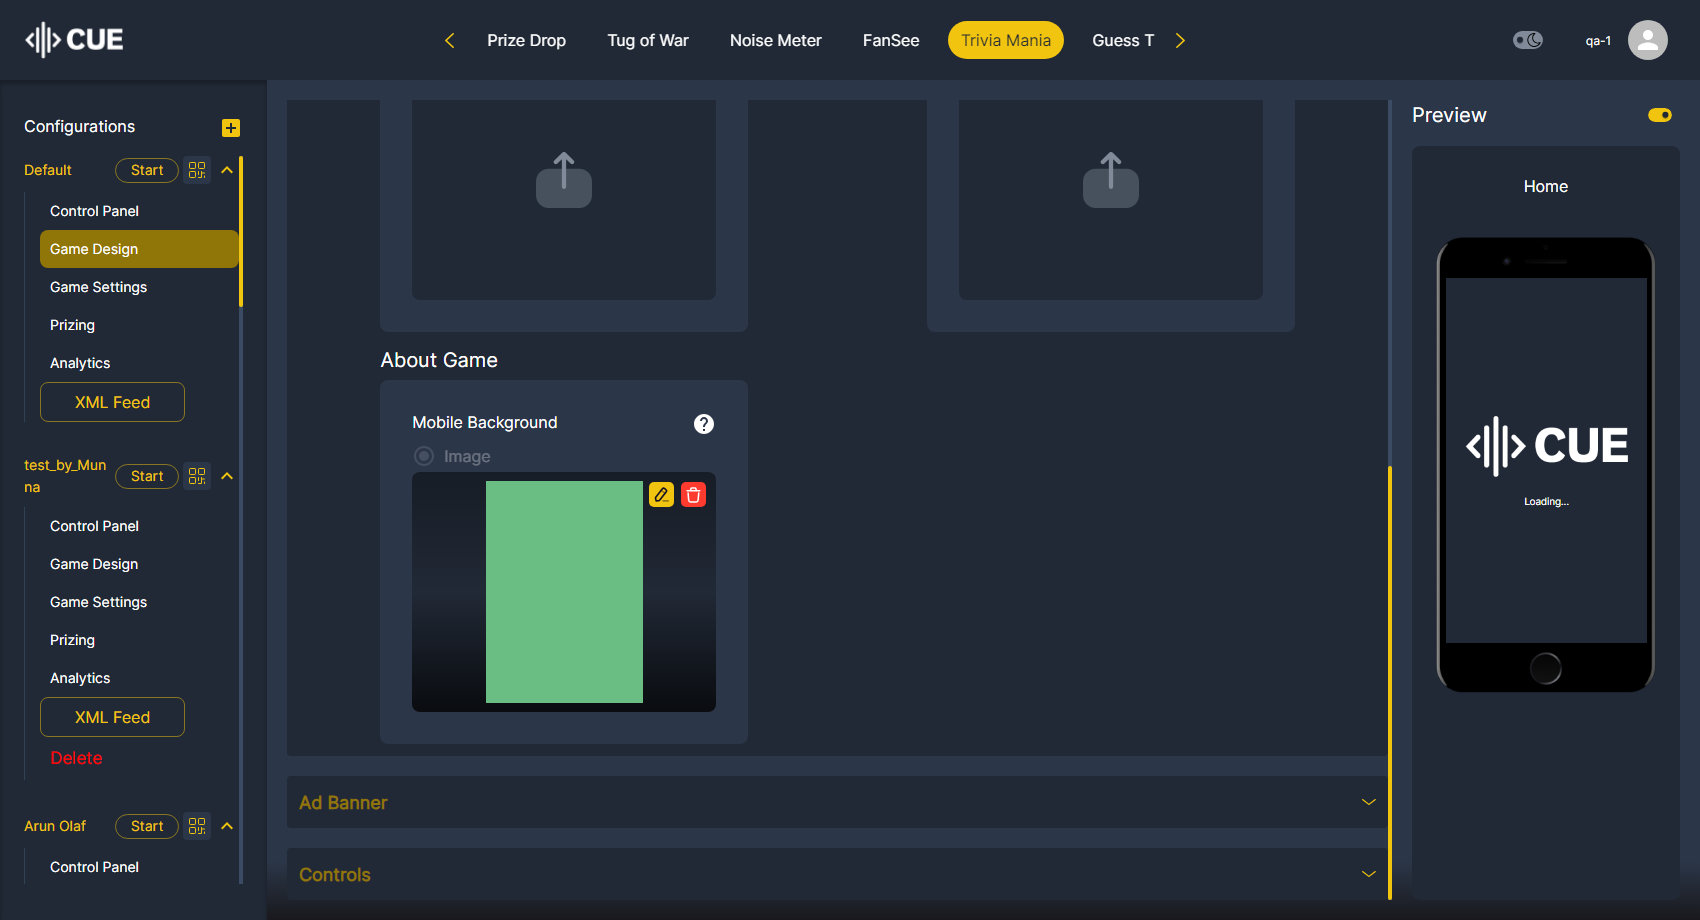 CUE
Prize Drop
Tug of War
Noise Meter
FanSee
Trivia Mania
Guess T
qa-1
Configurations
Default
Start
Control Panel
Game Design
Game Settings
Prizing
Analytics
XML Feed
test_by_Mun
na
Start
Control Panel
Game Design
Game Settings
Prizing
Analytics
XML Feed
Delete
Arun Olaf
Start
Control Panel
About Game
Mobile Background
?
Image
Ad Banner
Controls
Preview
Home
CUE
Loading...